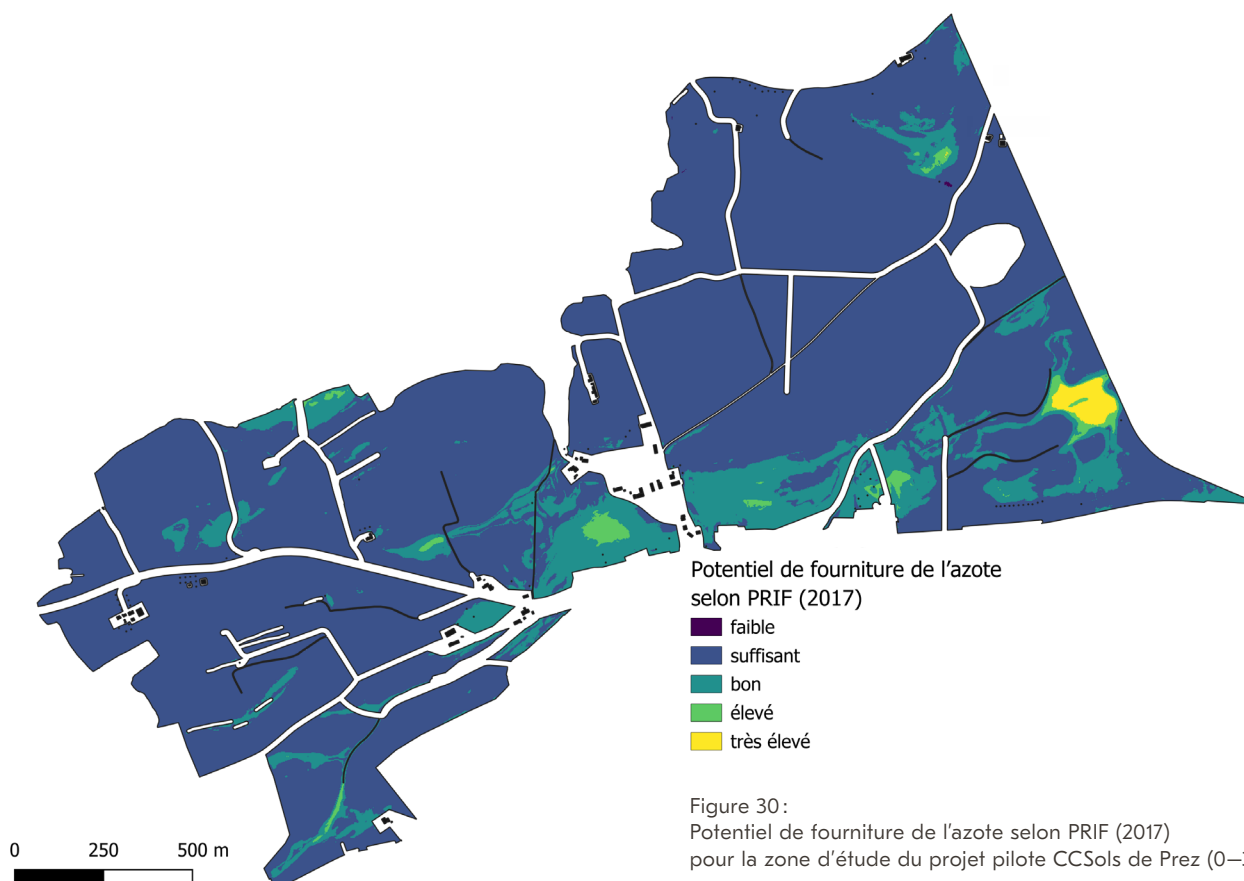 Potentiel de fourniture de l'azote
selon PRIF (2017)
faible
suffisant
bon
élevé
très élevé
0 250 500 m
Figure 30:
Potentiel de fourniture de l'azote selon PRIF (2017)
pour la zone d'étude du projet pilote CCSols de Prez (0–